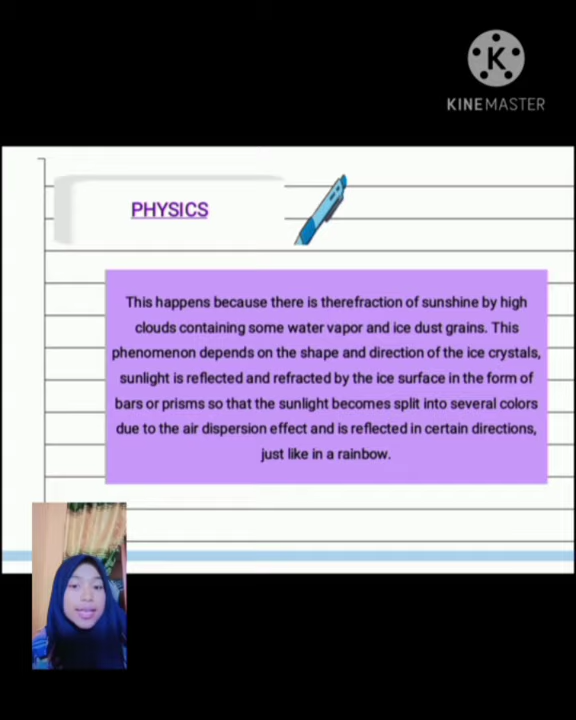 K
KINEMASTER
PHYSICS
This happens because there is therefraction of sunshine by high
clouds containing some water vapor and ice dust grains. This
phenomenon depends on the shape and direction of the ice crystals,
sunlight is reflected and refracted by the ice surface in the form of
bars or prisms so that the sunlight becomes split into several colors
due to the air dispersion effect and is reflected in certain directions,
just like in a rainbow.